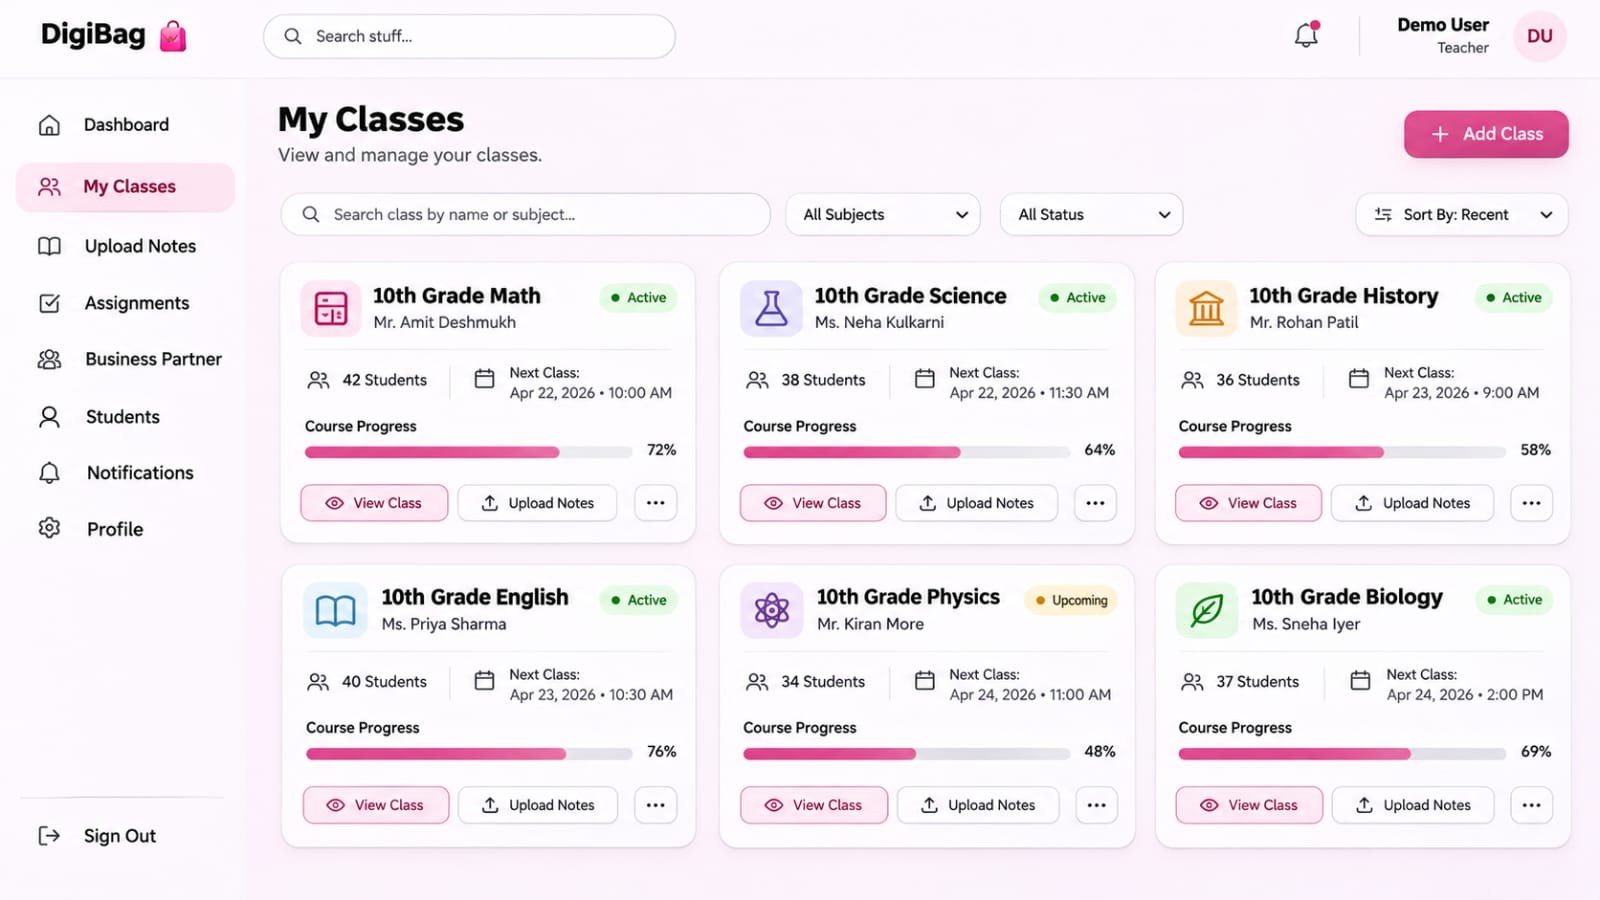 DigiBag
Search stuff...
Demo User
Teacher
DU
Dashboard
My Classes
Upload Notes
Assignments
Business Partner
Students
Notifications
Profile
Sign Out
My Classes
View and manage your classes.
+ Add Class
Search class by name or subject...
All Subjects
All Status
Sort By: Recent
10th Grade Math
Active
Mr. Amit Deshmukh
42 Students
Next Class:
Apr 22, 2026 • 10:00 AM
Course Progress
72%
View Class
Upload Notes
10th Grade Science
Active
Ms. Neha Kulkarni
38 Students
Next Class:
Apr 22, 2026 • 11:30 AM
Course Progress
64%
View Class
Upload Notes
10th Grade History
Active
Mr. Rohan Patil
36 Students
Next Class:
Apr 23, 2026 • 9:00 AM
Course Progress
58%
View Class
Upload Notes
10th Grade English
Active
Ms. Priya Sharma
40 Students
Next Class:
Apr 23, 2026 • 10:30 AM
Course Progress
76%
View Class
Upload Notes
10th Grade Physics
Upcoming
Mr. Kiran More
34 Students
Next Class:
Apr 24, 2026 • 11:00 AM
Course Progress
48%
View Class
Upload Notes
10th Grade Biology
Active
Ms. Sneha Iyer
37 Students
Next Class:
Apr 24, 2026 • 2:00 PM
Course Progress
69%
View Class
Upload Notes